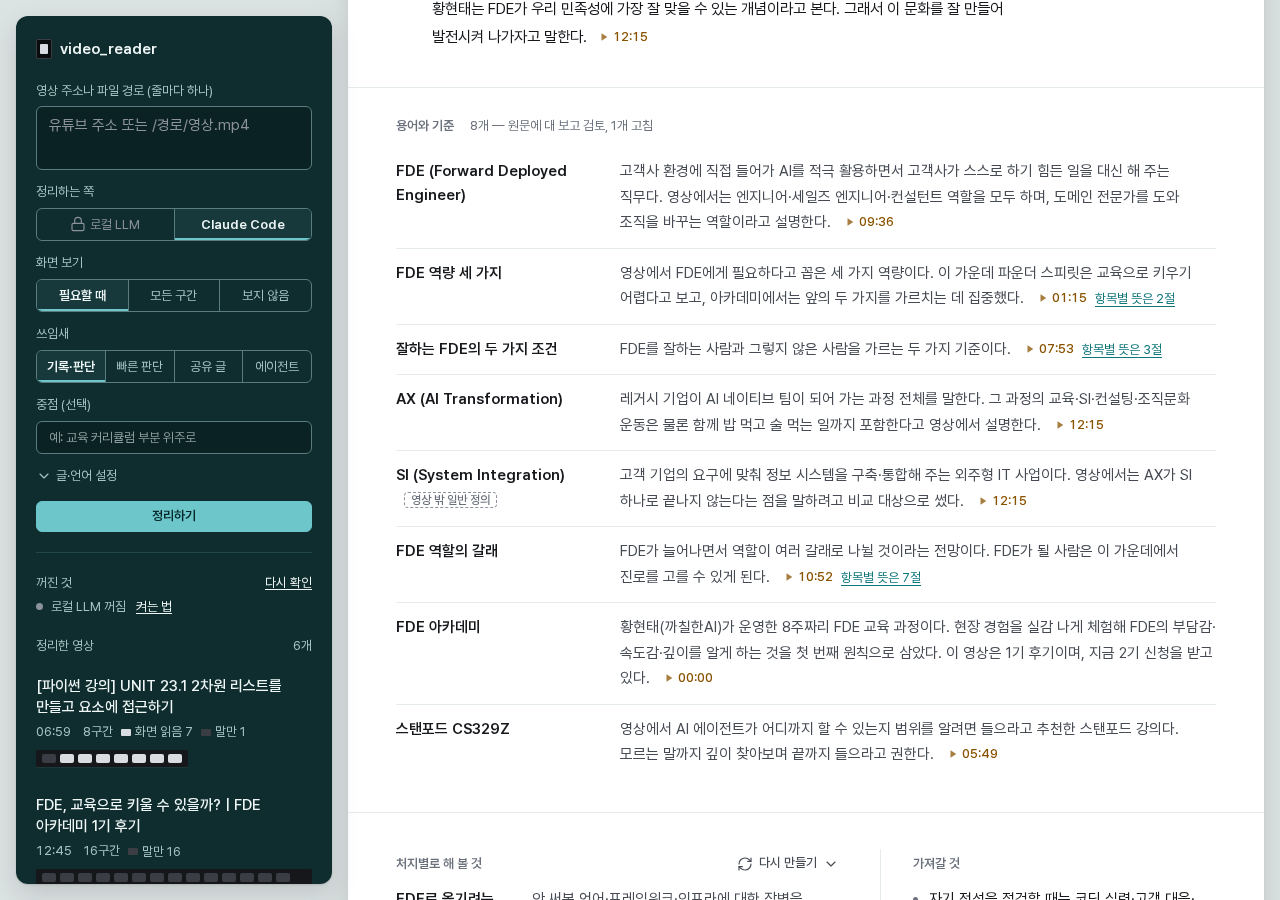 video_reader
영상 주소나 파일 경로 (줄마다 하나)
유튜브 주소 또는 /경로/영상.mp4
정리하는 쪽
로컬 LLM
Claude Code
화면 보기
필요할 때
모든 구간
보지 않음
쓰임새
기록·판단
빠른 판단
공유 글
에이전트
중점 (선택)
예: 교육 커리큘럼 부분 위주로
글·언어 설정
정리하기
꺼진 것
다시 확인
로컬 LLM 꺼짐 켜는 법
정리한 영상
6개
[파이썬 강의] UNIT 23.1 2차원 리스트를
만들고 요소에 접근하기
06:59 8구간 화면 읽음 7 말만 1
FDE, 교육으로 키울 수 있을까? | FDE
아카데미 1기 후기
12:45 16구간 말만 16
황현태는 FDE가 우리 민족성에 가장 잘 맞을 수 있는 개념이라고 본다. 그래서 이 문화를 잘 만들어
발전시켜 나가자고 말한다. 12:15
용어와 기준 8개 — 원문에 대 보고 검토, 1개 고침
FDE (Forward Deployed
Engineer)
고객사 환경에 직접 들어가 AI를 적극 활용하면서 고객사가 스스로 하기 힘든 일을 대신 해 주는
직무다. 영상에서는 엔지니어·세일즈 엔지니어·컨설턴트 역할을 모두 하며, 도메인 전문가를 도와
조직을 바꾸는 역할이라고 설명한다. 09:36
FDE 역량 세 가지
영상에서 FDE에게 필요하다고 꼽은 세 가지 역량이다. 이 가운데 파운더 스피릿은 교육으로 키우기
어렵다고 보고, 아카데미에서는 앞의 두 가지를 가르치는 데 집중했다. 01:15 항목별 뜻은 2절
잘하는 FDE의 두 가지 조건
FDE를 잘하는 사람과 그렇지 않은 사람을 가르는 두 가지 기준이다. 07:53 항목별 뜻은 3절
AX (AI Transformation)
레거시 기업이 AI 네이티브 팀이 되어 가는 과정 전체를 말한다. 그 과정의 교육·SI·컨설팅·조직문화
운동은 물론 함께 밥 먹고 술 먹는 일까지 포함한다고 영상에서 설명한다. 12:15
SI (System Integration)
영상 밖 일반 정의
고객 기업의 요구에 맞춰 정보 시스템을 구축·통합해 주는 외주형 IT 사업이다. 영상에서는 AX가 SI
하나로 끝나지 않는다는 점을 말하려고 비교 대상으로 썼다. 12:15
FDE 역할의 갈래
FDE가 늘어나면서 역할이 여러 갈래로 나뉠 것이라는 전망이다. FDE가 될 사람은 이 가운데에서
진로를 고를 수 있게 된다. 10:52 항목별 뜻은 7절
FDE 아카데미
황현태(까칠한AI)가 운영한 8주짜리 FDE 교육 과정이다. 현장 경험을 실감 나게 체험해 FDE의 부담감·
속도감·깊이를 알게 하는 것을 첫 번째 원칙으로 삼았다. 이 영상은 1기 후기이며, 지금 2기 신청을 받고
있다. 00:00
스탠포드 CS329Z
영상에서 AI 에이전트가 어디까지 할 수 있는지 범위를 알려면 들으라고 추천한 스탠포드 강의다.
모르는 말까지 깊이 찾아보며 끝까지 들으라고 권한다. 05:49
처지별로 해 볼 것
다시 만들기
FDE로 옮기려는
안 써본 언어·프레임워크·인프라에 대한 장벽을
가져갈 것
자기 적성을 점검할 때는 코딩 실력·고객 대응·